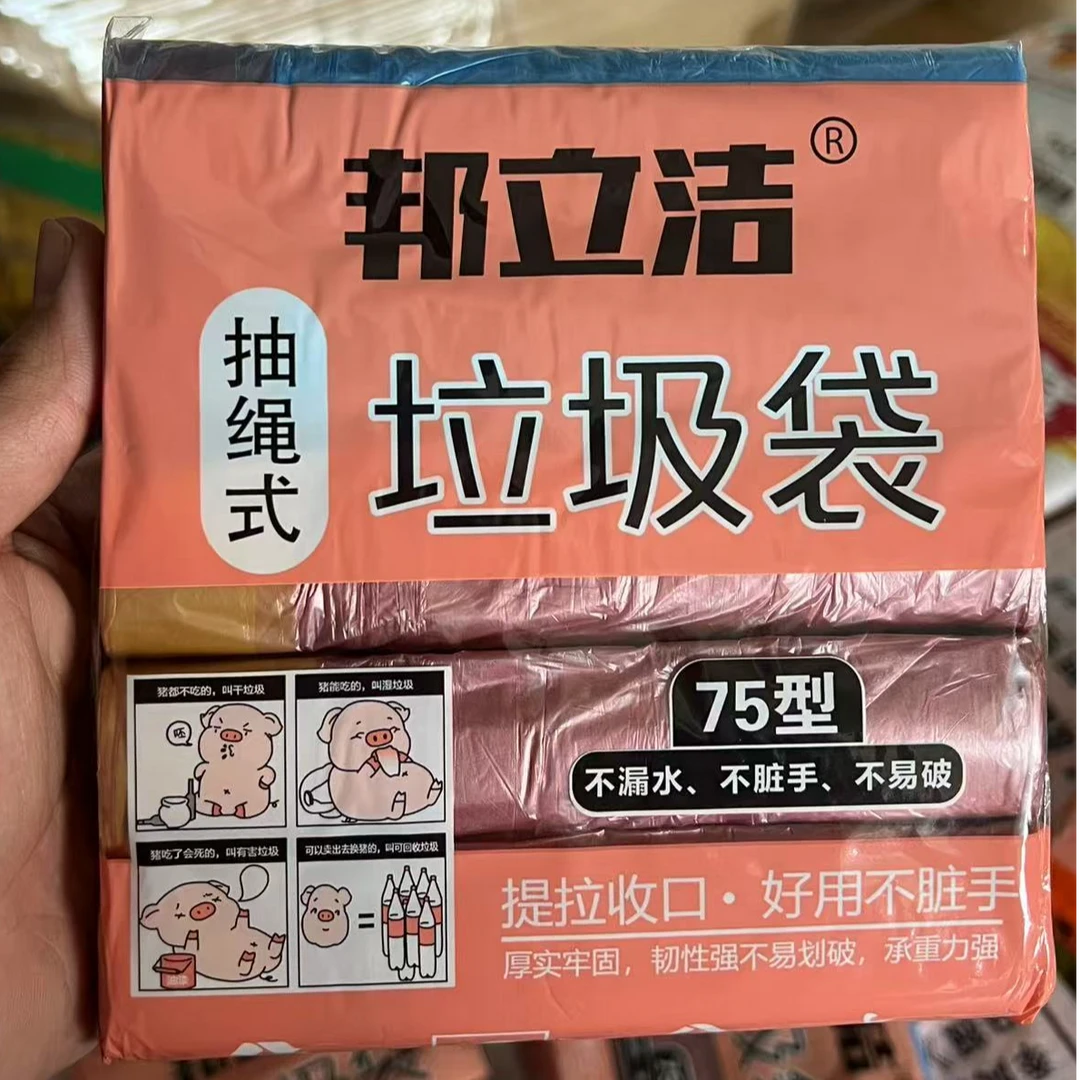 邦立洁®
抽绳式
垃圾袋
75型
不漏水、不脏手、不易破
猪都不吃的，叫干垃圾
呸
猪能吃的，叫湿垃圾
猪吃了会死的，叫有害垃圾
可以卖出去换猪的，叫可回收垃圾
=
提拉收口·好用不脏手
厚实牢固，韧性强不易划破，承重力强